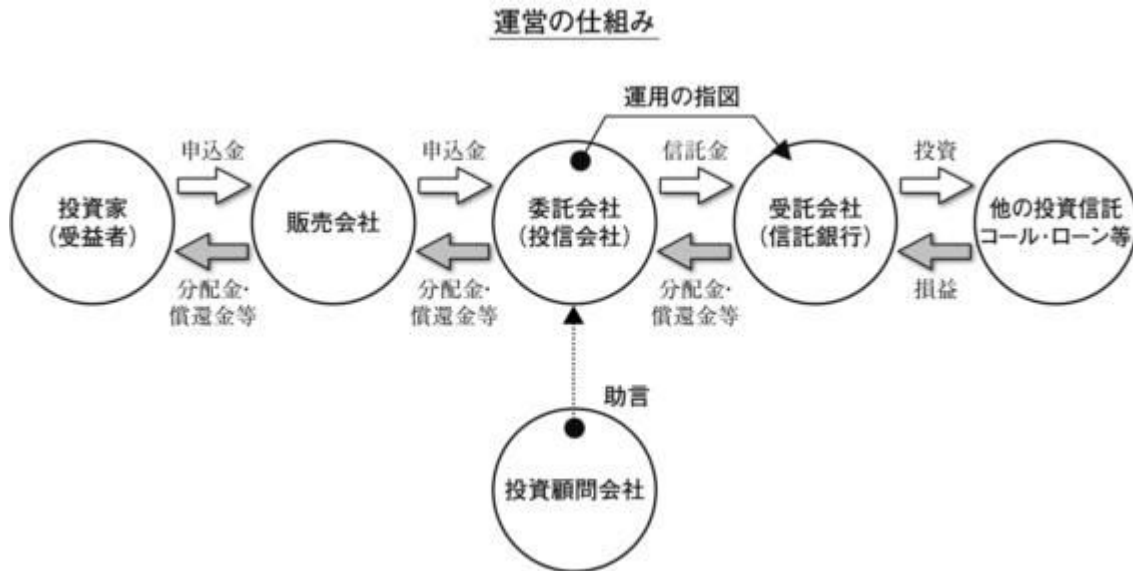 運営の仕組み
運用の指図
申込金
申込金
信託金
投資
投資家
(受益者)
販売会社
委託会社
(投信会社)
受託会社
(信託銀行)
他の投資信託
コール・ローン等
分配金・
償還金等
分配金・
償還金等
分配金・
償還金等
損益
助言
投資顧問会社